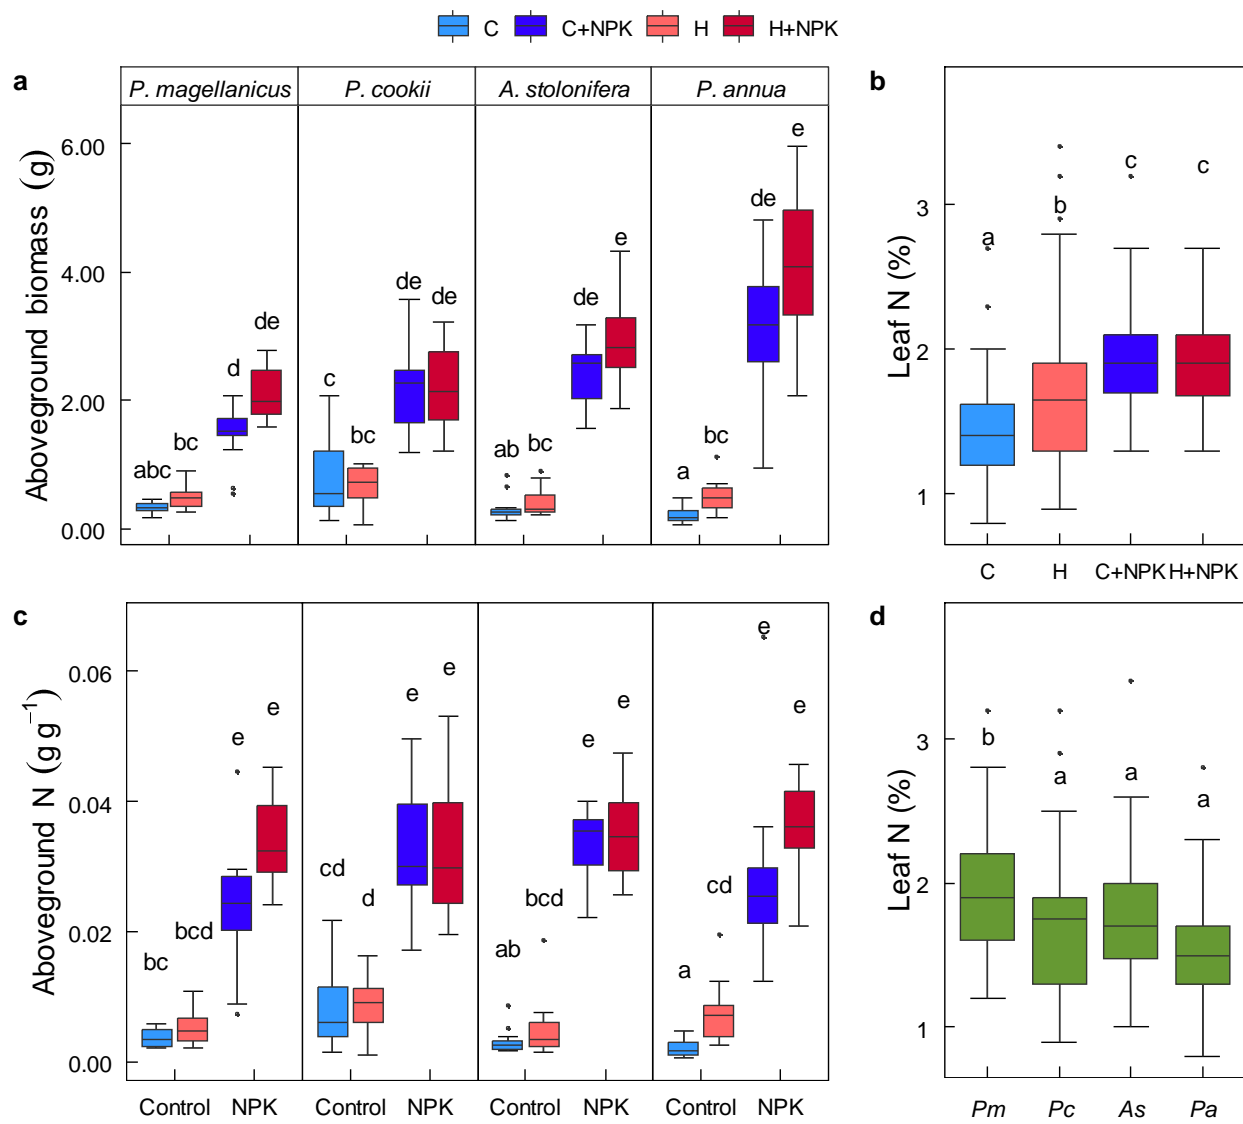 C C+NPK H H+NPK
a
P. magellanicus P. cookii A. stolonifera P. annua
Aboveground biomass (g)
6.00
4.00
2.00
0.00
abc bc d de
c bc de de
ab bc de e
a bc de e
b
Leaf N (%)
3
2
1
a b c c
C H C+NPK H+NPK
c
Aboveground N (g g⁻¹)
0.06
0.04
0.02
0.00
bc bcd e e
cd d e e
ab bcd e e
a cd e e
Control NPK Control NPK Control NPK Control NPK
d
Leaf N (%)
3
2
1
b a a a
Pm Pc As Pa